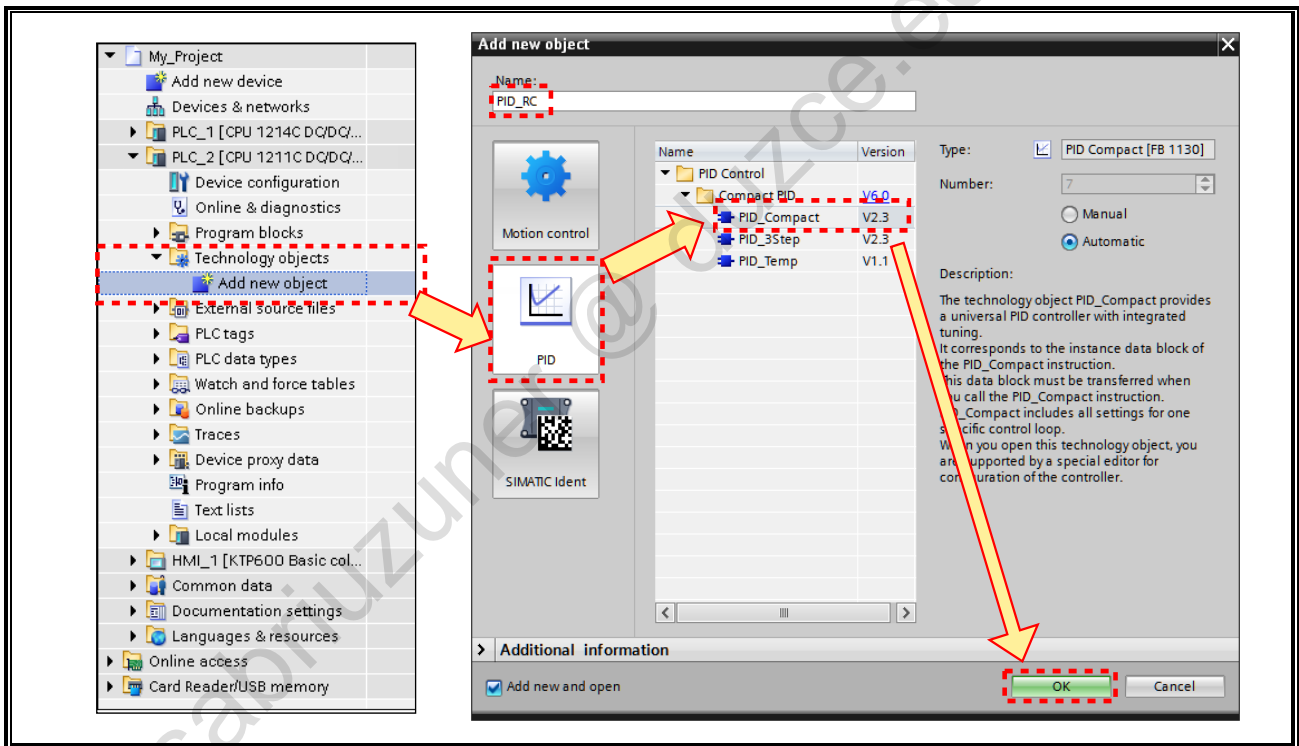 My_Project
Add new device
Devices & networks
PLC_1 [CPU 1214C DC/DC/...
PLC_2 [CPU 1211C DC/DC/...
Device configuration
Online & diagnostics
Program blocks
Technology objects
Add new object
External source files
PLC tags
PLC data types
Watch and force tables
Online backups
Traces
Device proxy data
Program info
Text lists
Local modules
HMI_1 [KTP600 Basic col...
Common data
Documentation settings
Languages & resources
Online access
Card Reader/USB memory
Add new object
Name:
PID_RC
Motion control
PID
SIMATIC Ident
Name Version
PID Control
Compact PID V6.0
PID_Compact V2.3
PID_3Step V2.3
PID_Temp V1.1
Type: PID Compact [FB 1130]
Number: 7
Manual
Automatic
Description:
The technology object PID_Compact provides
a universal PID controller with integrated
tuning.
It corresponds to the instance data block of
the PID_Compact instruction.
This data block must be transferred when
you call the PID_Compact instruction.
PID_Compact includes all settings for one
specific control loop.
When you open this technology object, you
are supported by a special editor for
configuration of the controller.
Additional information
Add new and open
OK Cancel
sabriuzuner @ duzce.ed